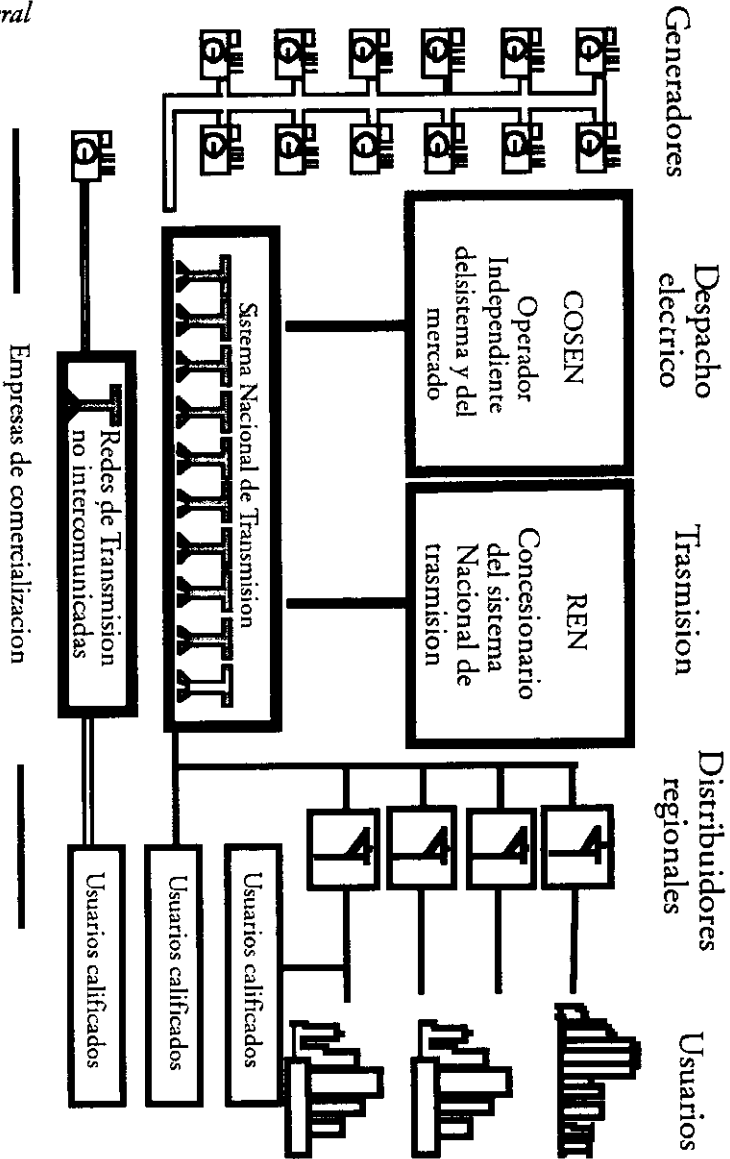 rral
Generadores
Despacho
electrico
Trasmision
Distribuidores
regionales
Usuarios
COSEN
Operador
Independiente
delsistema y del
mercado
REN
Concesionario
del sistema
Nacional de
trasmision
Sistema Nacional de Transmision
Redes de Transmision
no intercomunicadas
Usuarios calificados
Usuarios calificados
Usuarios calificados
Empresas de comercializacion